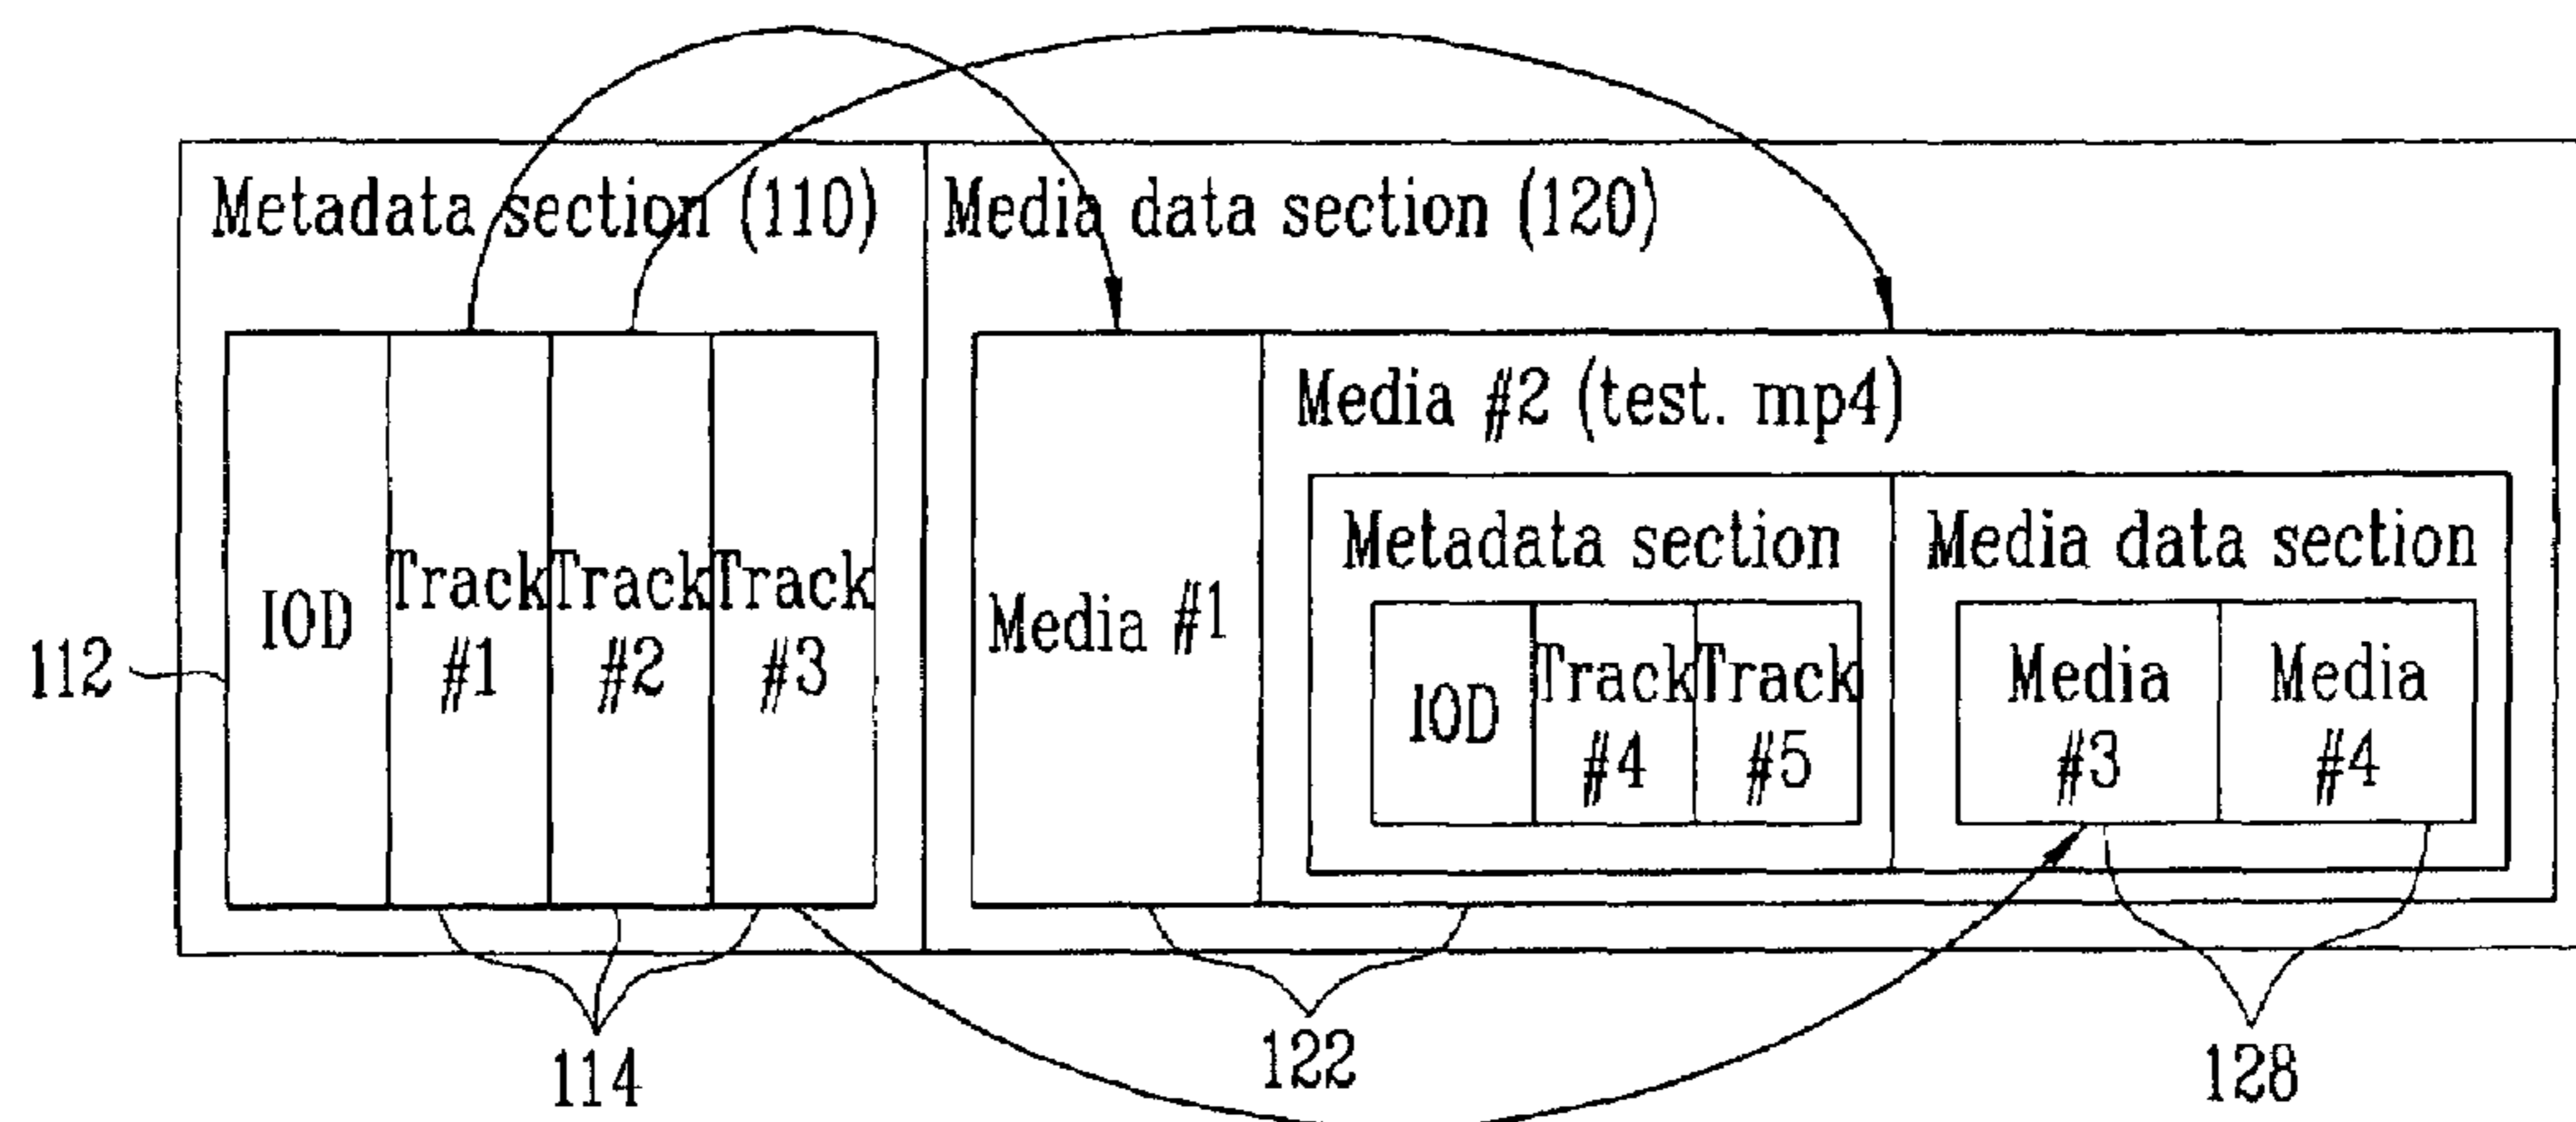 Metadata section (110)
Media data section (120)
IOD
Track
#1
Track
#2
Track
#3
Media #1
Media #2 (test. mp4)
Metadata section
IOD
Track
#4
Track
#5
Media data section
Media
#3
Media
#4
112
114
122
128